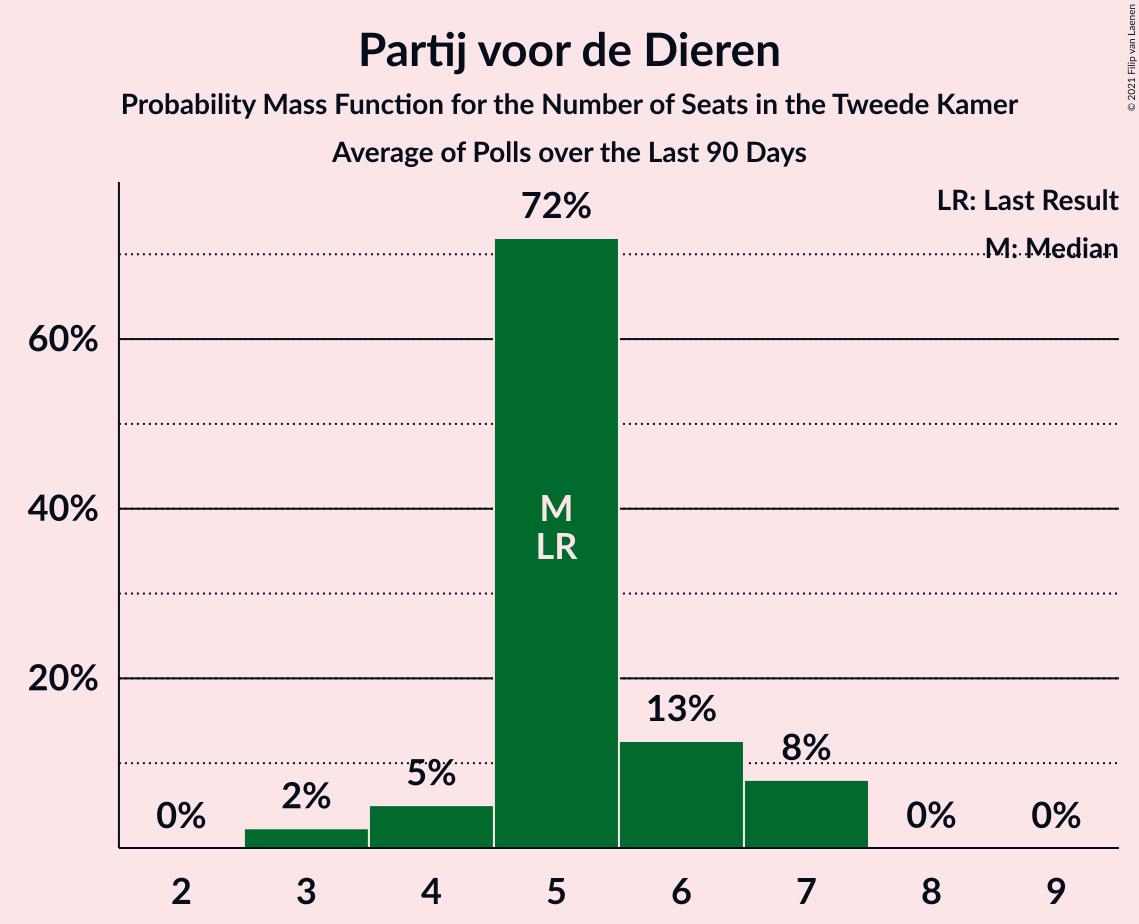 Partij voor de Dieren
Probability Mass Function for the Number of Seats in the Tweede Kamer
Average of Polls over the Last 90 Days
© 2021 Filip van Laenen
LR: Last Result
M: Median
72%
60%
40%
20%
M
LR
0%
2%
5%
13%
8%
0%
0%
2 3 4 5 6 7 8 9